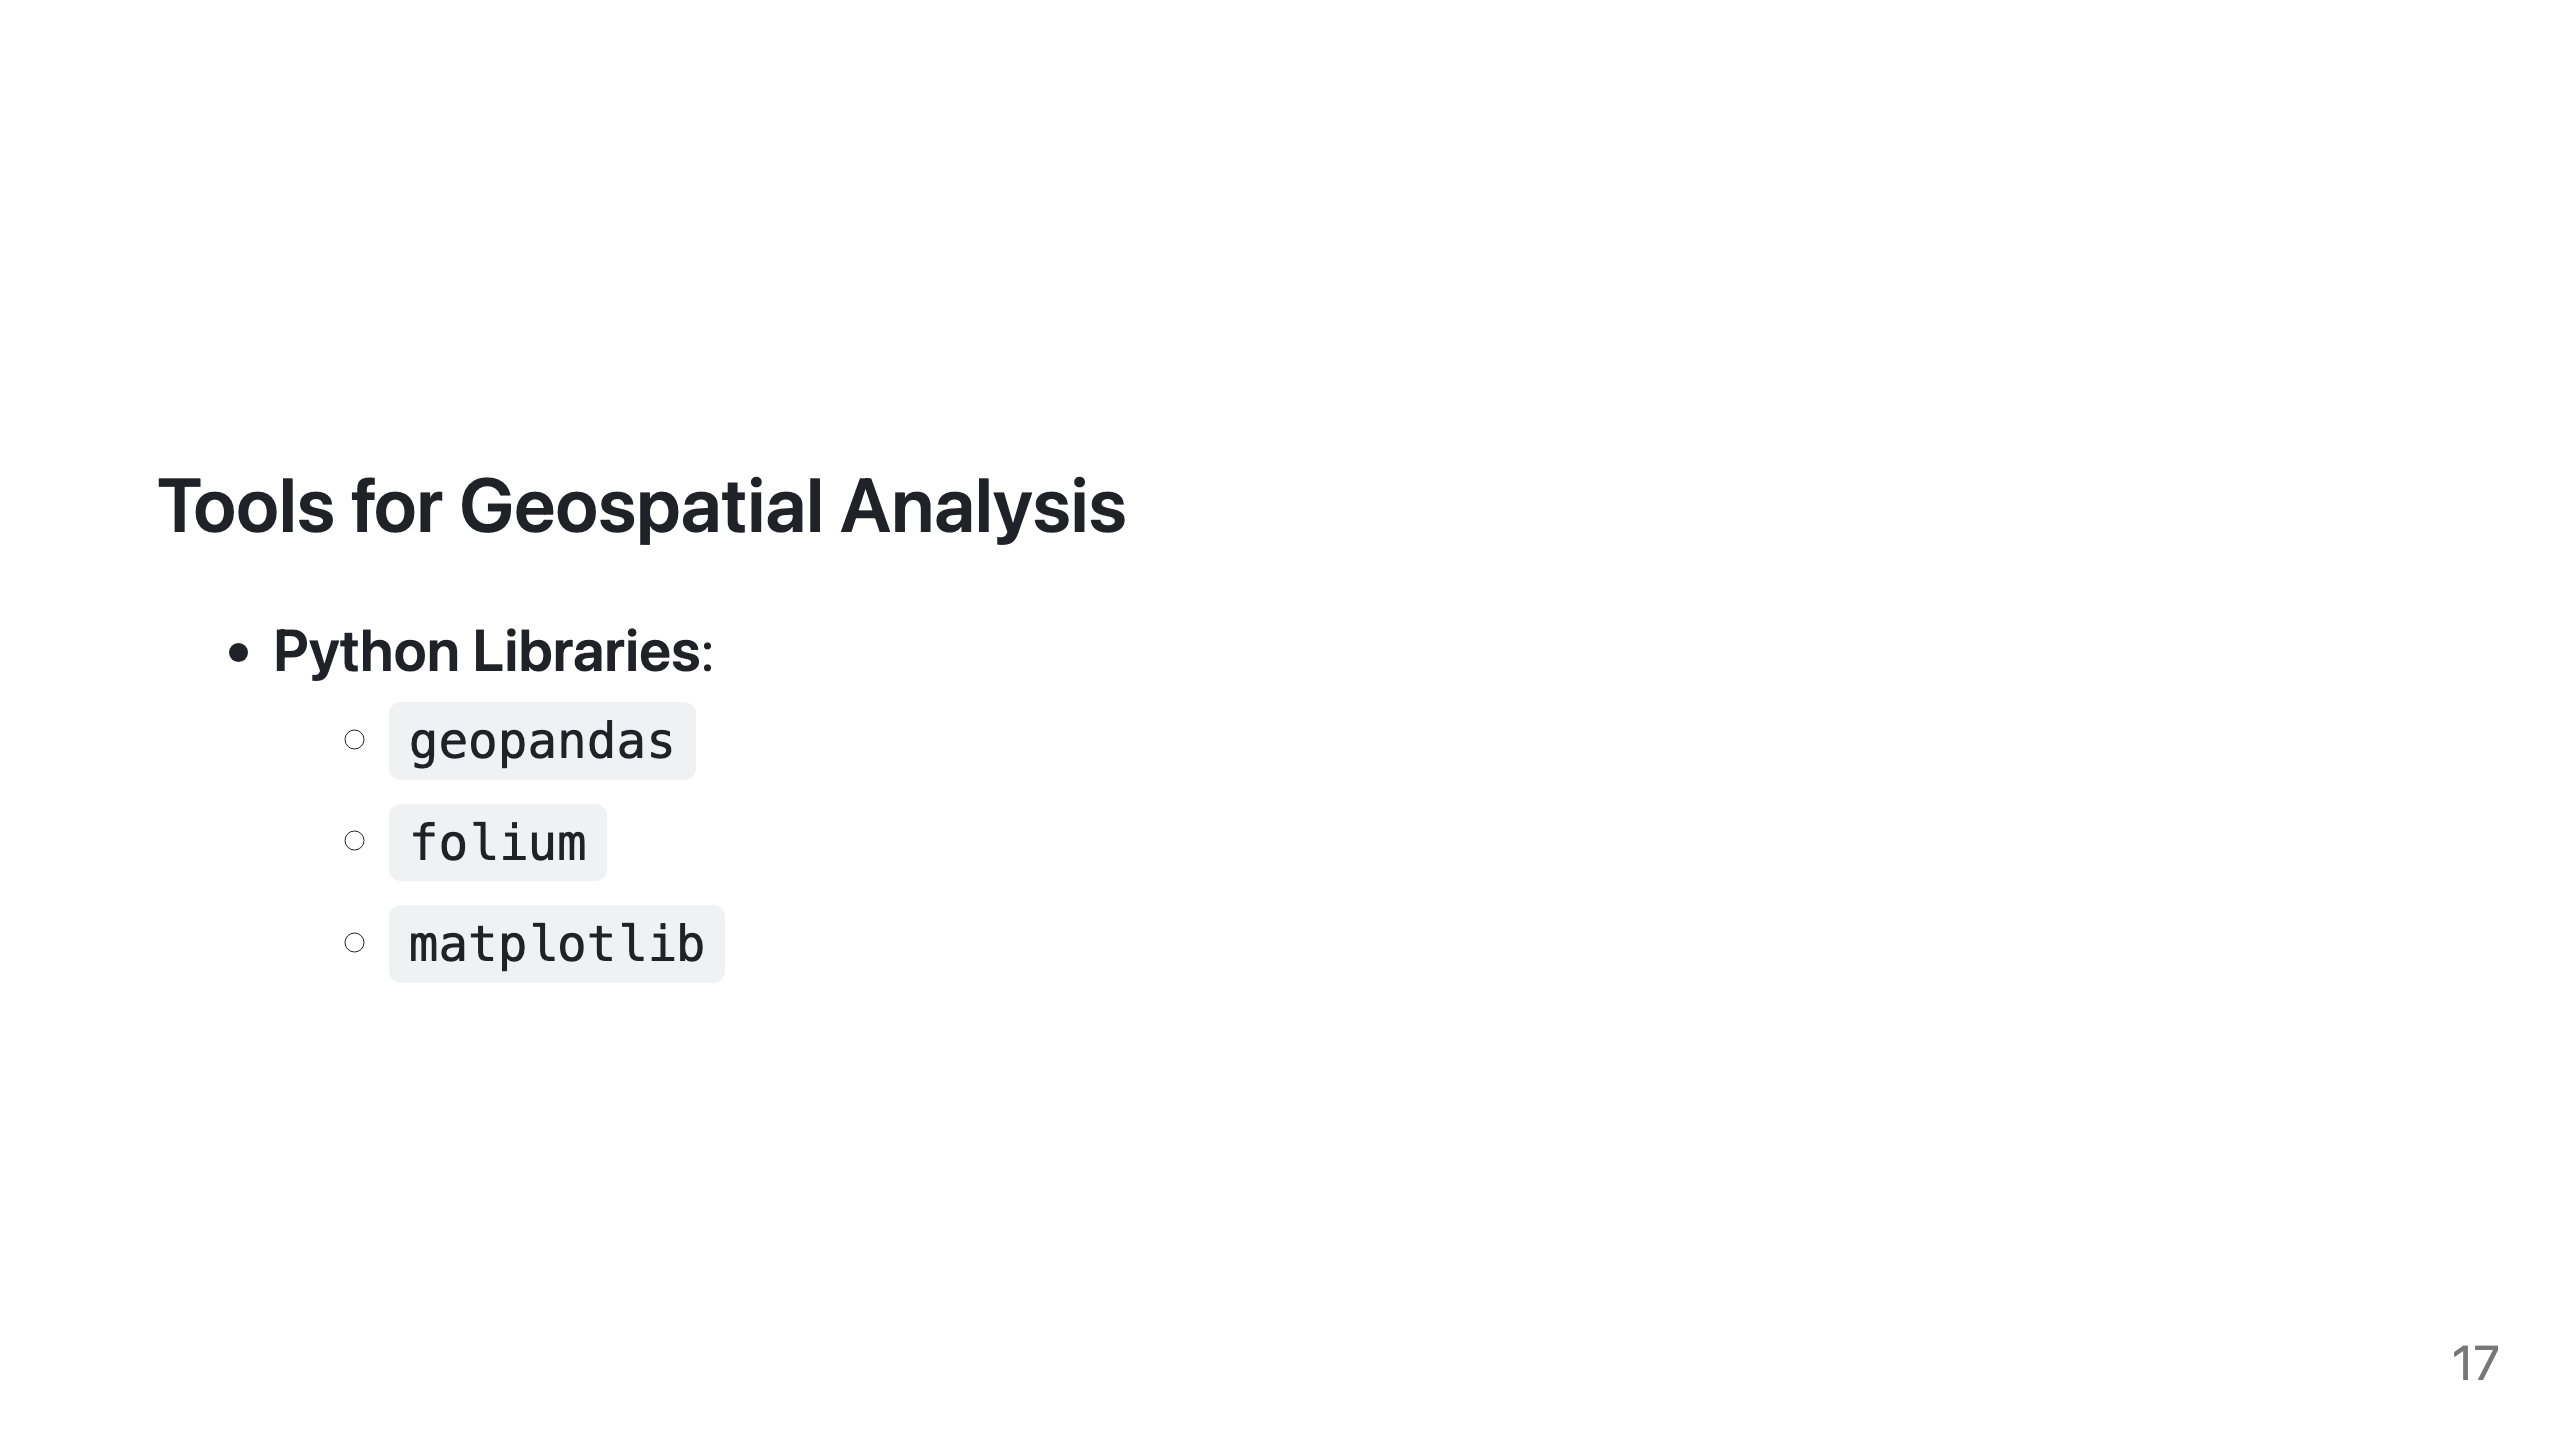 Tools for Geospatial Analysis
Python Libraries:
geopandas
folium
matplotlib
17